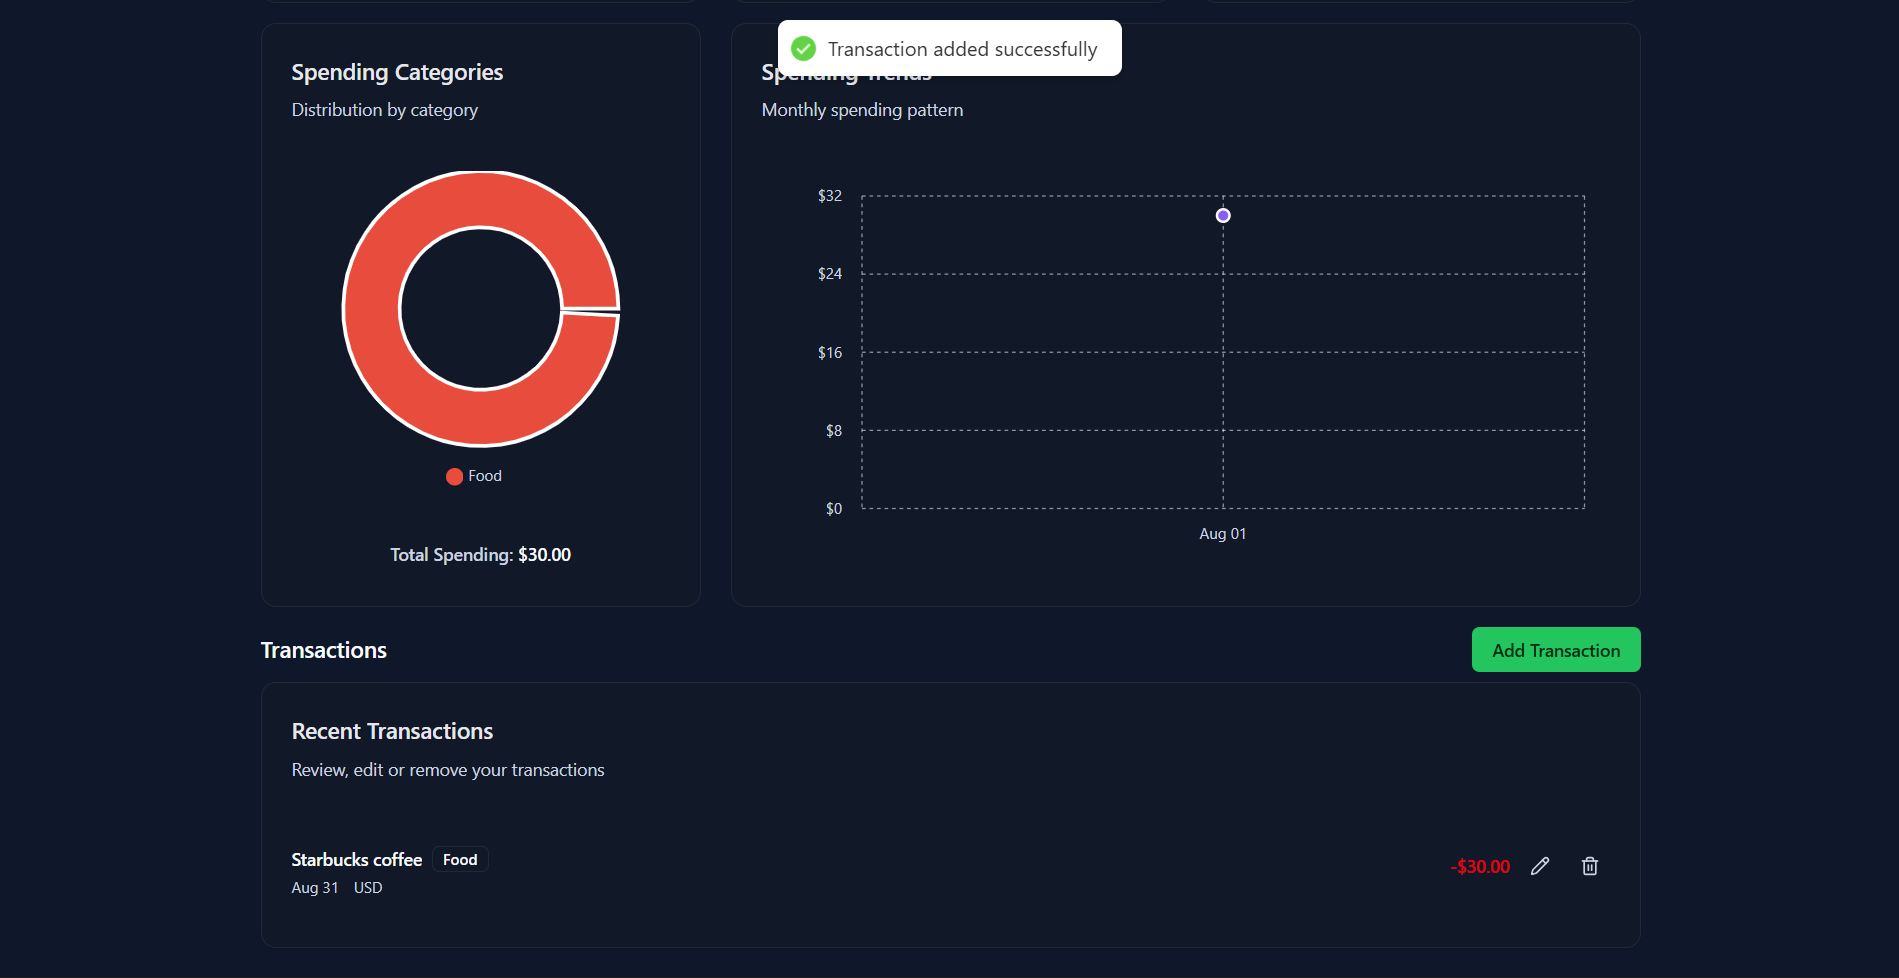 Transaction added successfully
Spending Categories
Distribution by category
Food
Total Spending: $30.00
Spending Trends
Monthly spending pattern
$32
$24
$16
$8
$0
Aug 01
Transactions
Add Transaction
Recent Transactions
Review, edit or remove your transactions
Starbucks coffee Food
Aug 31 USD
-$30.00